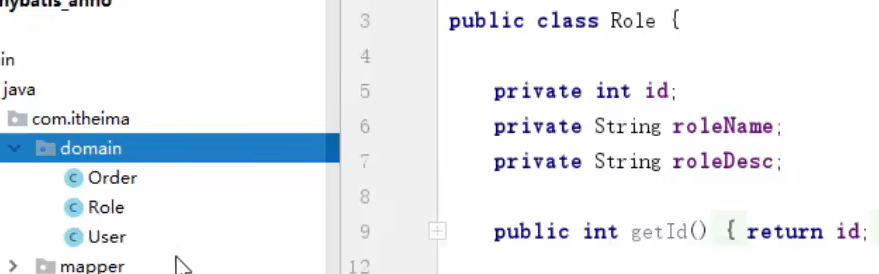 mybatis_anno
in
java
com.itheima
domain
Order
Role
User
mapper
3 public class Role {
4
5 private int id;
6 private String roleName;
7 private String roleDesc;
8
9 public int getId() { return id;
12